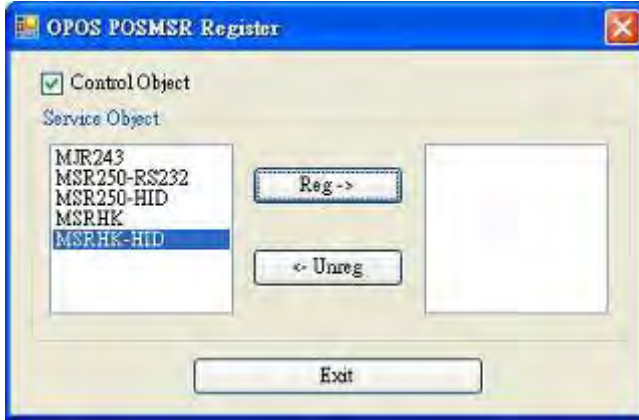 OPOS POSMSR Register
Control Object
Service Object
MJR243
MSR250-RS232
MSR250-HID
MSRHK
MSRHK-HID
Reg ->
<- Unreg
Exit